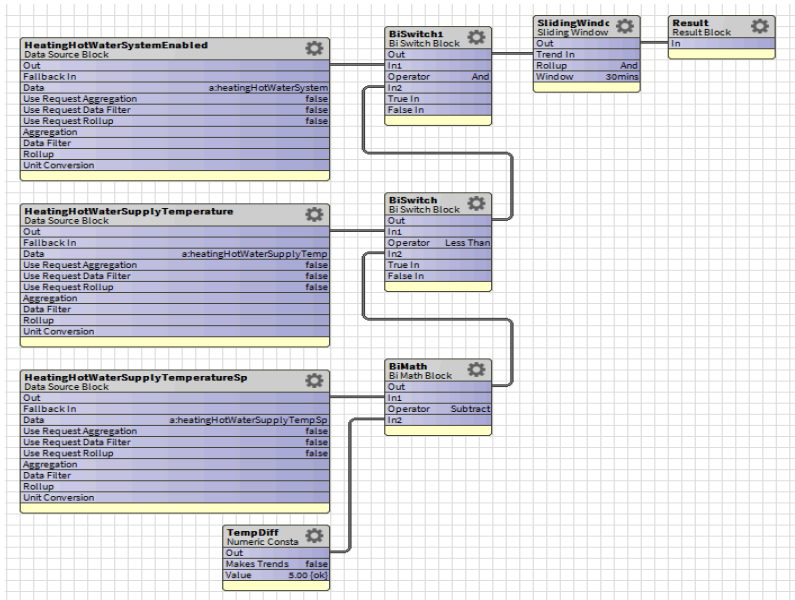 HeatingHotWaterSystemEnabled
Data Source Block
Out
Fallback In
Data a:heatingHotWaterSystem
Use Request Aggregation false
Use Request Data Filter false
Use Request Rollup false
Aggregation
Data Filter
Rollup
Unit Conversion
BiSwitch1
Bi Switch Block
Out
In1
Operator And
In2
True In
False In
SlidingWindo
Sliding Window
Out
Trend In
Rollup And
Window 30mins
Result
Result Block
In
HeatingHotWaterSupplyTemperature
Data Source Block
Out
Fallback In
Data a:heatingHotWaterSupplyTemp
Use Request Aggregation false
Use Request Data Filter false
Use Request Rollup false
Aggregation
Data Filter
Rollup
Unit Conversion
BiSwitch
Bi Switch Block
Out
In1
Operator Less Than
In2
True In
False In
HeatingHotWaterSupplyTemperatureSp
Data Source Block
Out
Fallback In
Data a:heatingHotWaterSupplyTempSp
Use Request Aggregation false
Use Request Data Filter false
Use Request Rollup false
Aggregation
Data Filter
Rollup
Unit Conversion
BiMath
Bi Math Block
Out
In1
Operator Subtract
In2
TempDiff
Numeric Consta
Out
Makes Trends false
Value 5.00 {ok}